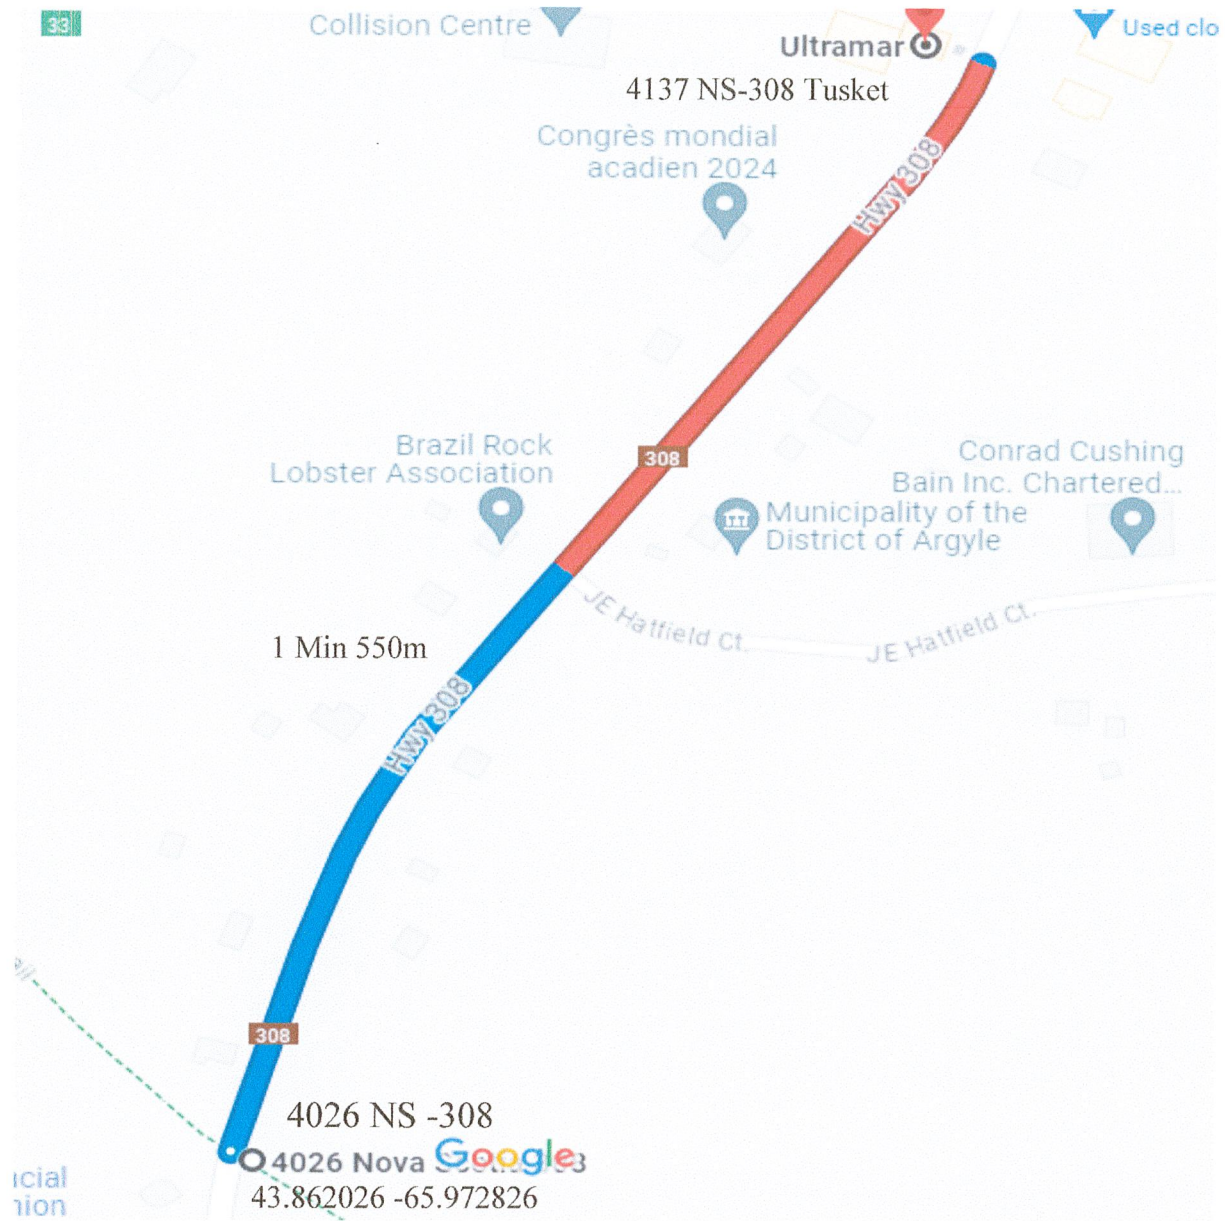 33
Collision Centre
Used clo
Ultramar
4137 NS-308 Tusket
Congrès mondial
acadien 2024
Hwy 308
Brazil Rock
Lobster Association
308
Conrad Cushing
Bain Inc. Chartered...
Municipality of the
District of Argyle
JE Hatfield Ct.
JE Hatfield Ct.
1 Min 550m
Hwy 308
308
4026 NS -308
4026 Nova
Google
43.862026 -65.972826